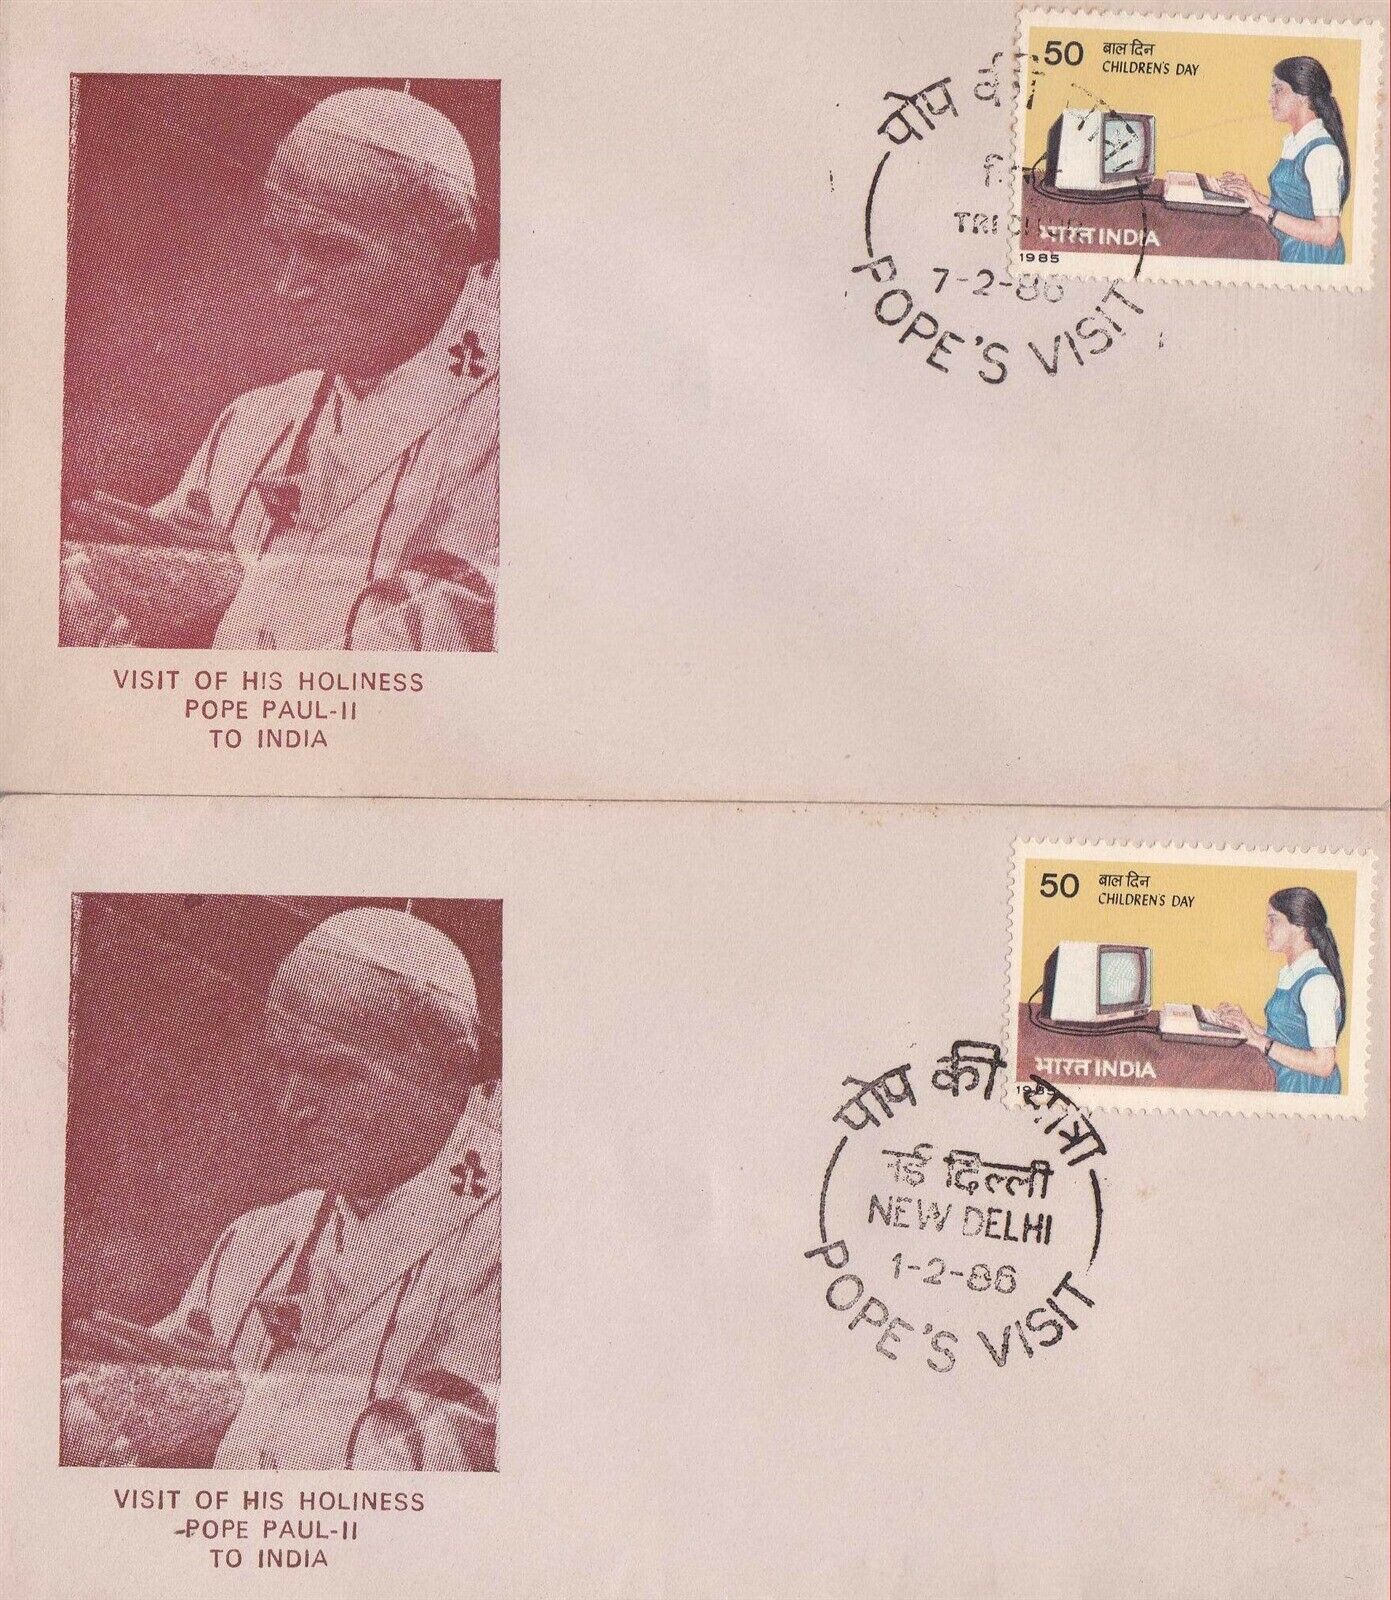 50 बाल दिन
CHILDREN'S DAY
भारत INDIA
1985
पोप की
7-2-86
POPE'S VISIT
VISIT OF HIS HOLINESS
POPE PAUL-II
TO INDIA
50 बाल दिन
CHILDREN'S DAY
भारत INDIA
1985
पोप की यात्रा
नई दिल्ली
NEW DELHI
1-2-86
POPE'S VISIT
VISIT OF HIS HOLINESS
POPE PAUL-II
TO INDIA